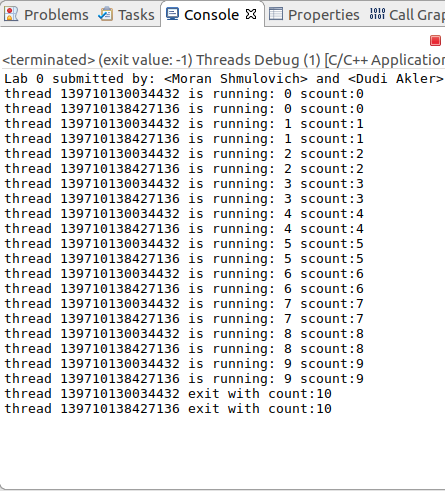 Problems Tasks Console Properties Call Grap
<terminated> (exit value: -1) Threads Debug (1) [C/C++ Application
Lab 0 submitted by: <Moran Shmulovich> and <Dudi Akler>
thread 139710130034432 is running: 0 scount:0
thread 139710138427136 is running: 0 scount:0
thread 139710130034432 is running: 1 scount:1
thread 139710138427136 is running: 1 scount:1
thread 139710130034432 is running: 2 scount:2
thread 139710138427136 is running: 2 scount:2
thread 139710130034432 is running: 3 scount:3
thread 139710138427136 is running: 3 scount:3
thread 139710130034432 is running: 4 scount:4
thread 139710138427136 is running: 4 scount:4
thread 139710130034432 is running: 5 scount:5
thread 139710138427136 is running: 5 scount:5
thread 139710130034432 is running: 6 scount:6
thread 139710138427136 is running: 6 scount:6
thread 139710130034432 is running: 7 scount:7
thread 139710138427136 is running: 7 scount:7
thread 139710130034432 is running: 8 scount:8
thread 139710138427136 is running: 8 scount:8
thread 139710130034432 is running: 9 scount:9
thread 139710138427136 is running: 9 scount:9
thread 139710130034432 exit with count:10
thread 139710138427136 exit with count:10